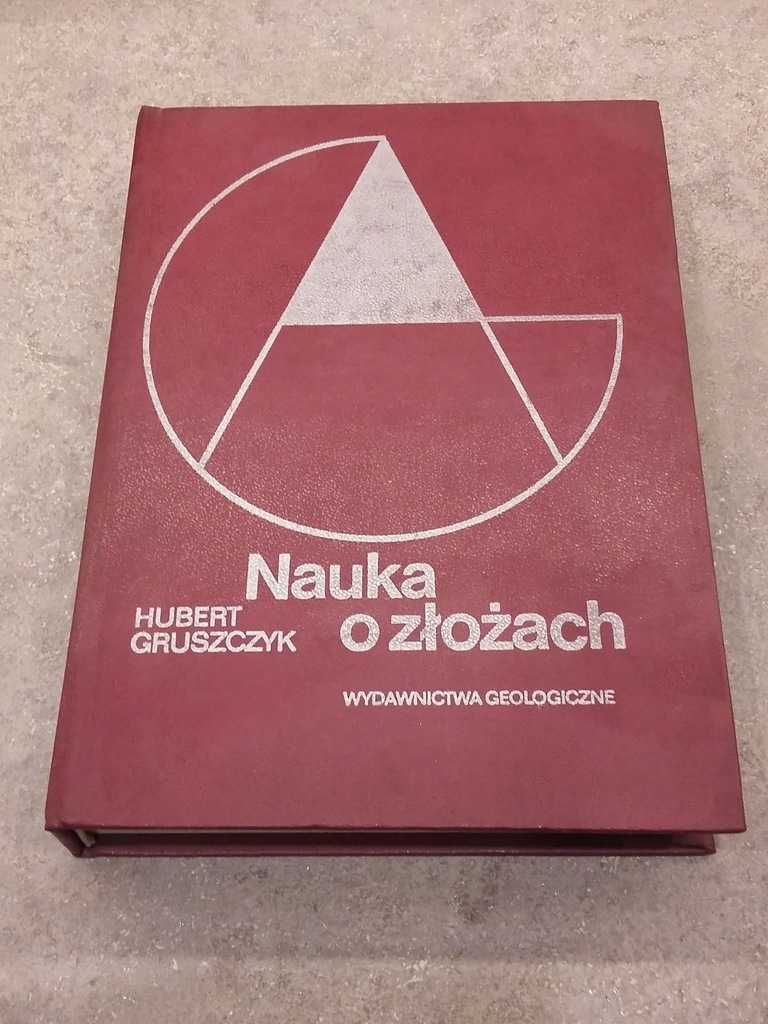 Nauka
o złożach
HUBERT
GRUSZCZYK
WYDAWNICTWA GEOLOGICZNE